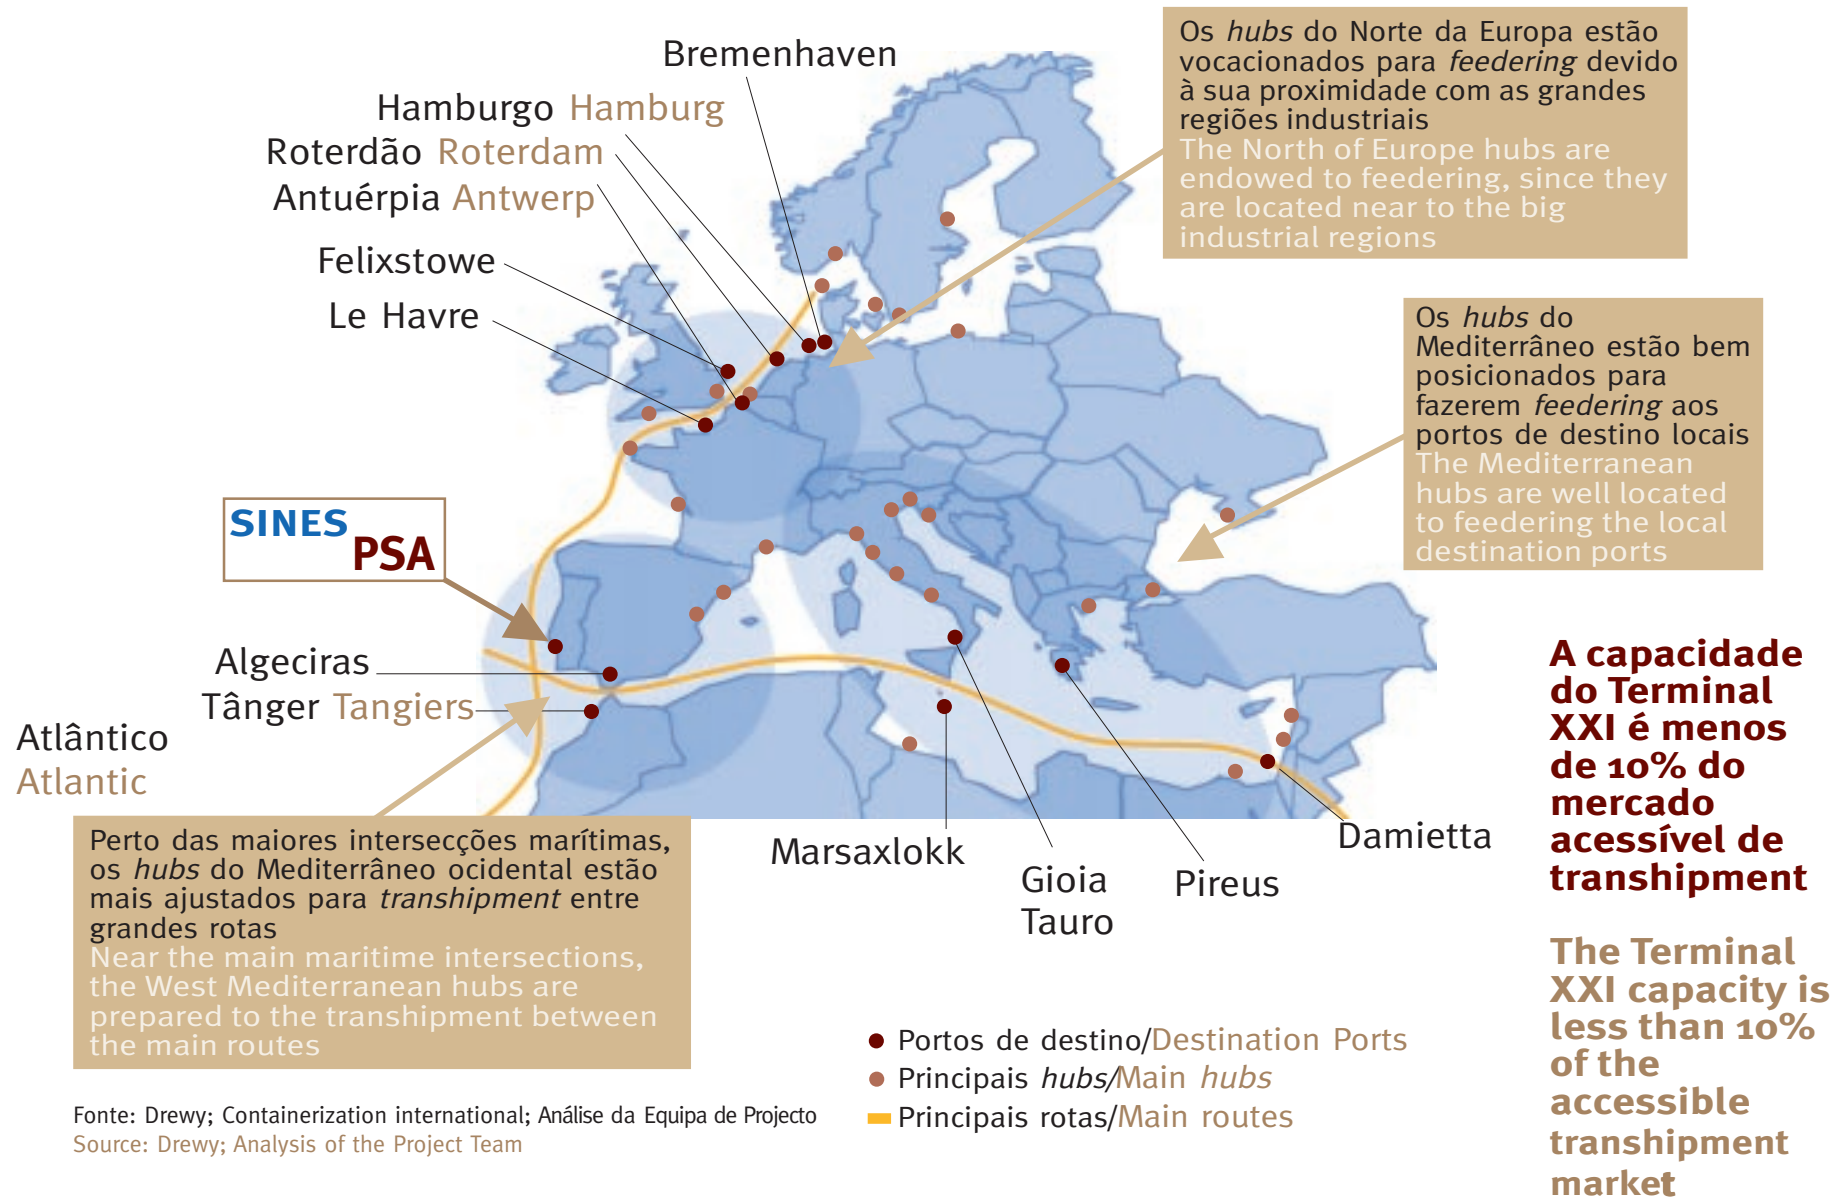 Bremenhaven
Hamburgo Hamburg
Roterdão Roterdam
Antuérpia Antwerp
Felixstowe
Le Havre
Os hubs do Norte da Europa estão
vocacionados para feedering devido
à sua proximidade com as grandes
regiões industriais
The North of Europe hubs are
endowed to feedering, since they
are located near to the big
industrial regions
Os hubs do
Mediterrâneo estão bem
posicionados para
fazerem feedering aos
portos de destino locais
The Mediterranean
hubs are well located
to feedering the local
destination ports
SINES
PSA
Algeciras
Tânger Tangiers
Atlântico
Atlantic
Perto das maiores intersecções marítimas,
os hubs do Mediterrâneo ocidental estão
mais ajustados para transhipment entre
grandes rotas
Near the main maritime intersections,
the West Mediterranean hubs are
prepared to the transhipment between
the main routes
Marsaxlokk
Gioia
Tauro
Pireus
Damietta
A capacidade
do Terminal
XXI é menos
de 10% do
mercado
acessível de
transhipment
The Terminal
XXI capacity is
less than 10%
of the
accessible
transhipment
market
Portos de destino/Destination Ports
Principais hubs/Main hubs
Principais rotas/Main routes
Fonte: Drewy; Containerization international; Análise da Equipa de Projecto
Source: Drewy; Analysis of the Project Team